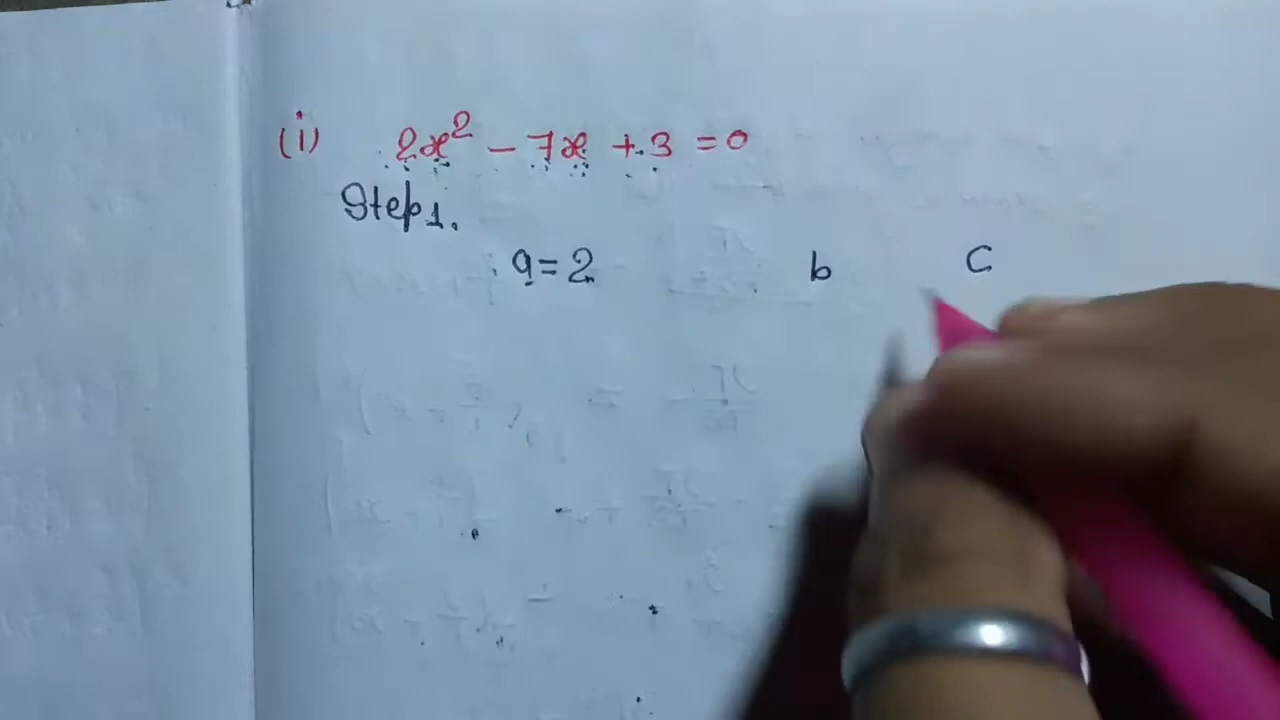 (i) 2x² - 7x + 3 = 0
Step 1.
a = 2 b c